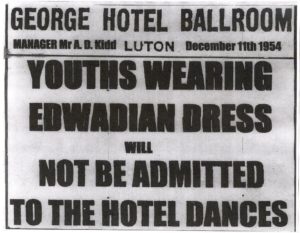 GEORGE HOTEL BALLROOM
MANAGER Mr A. D. Kidd LUTON December 11th 1954
YOUTHS WEARING
EDWADIAN DRESS
WILL
NOT BE ADMITTED
TO THE HOTEL DANCES